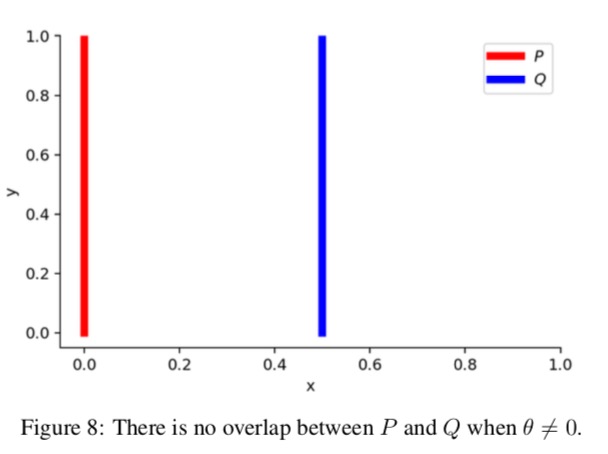 1.0
0.8
0.6
0.4
0.2
0.0
y
0.0 0.2 0.4 0.6 0.8 1.0
x
P
Q
Figure 8: There is no overlap between P and Q when θ ≠ 0.